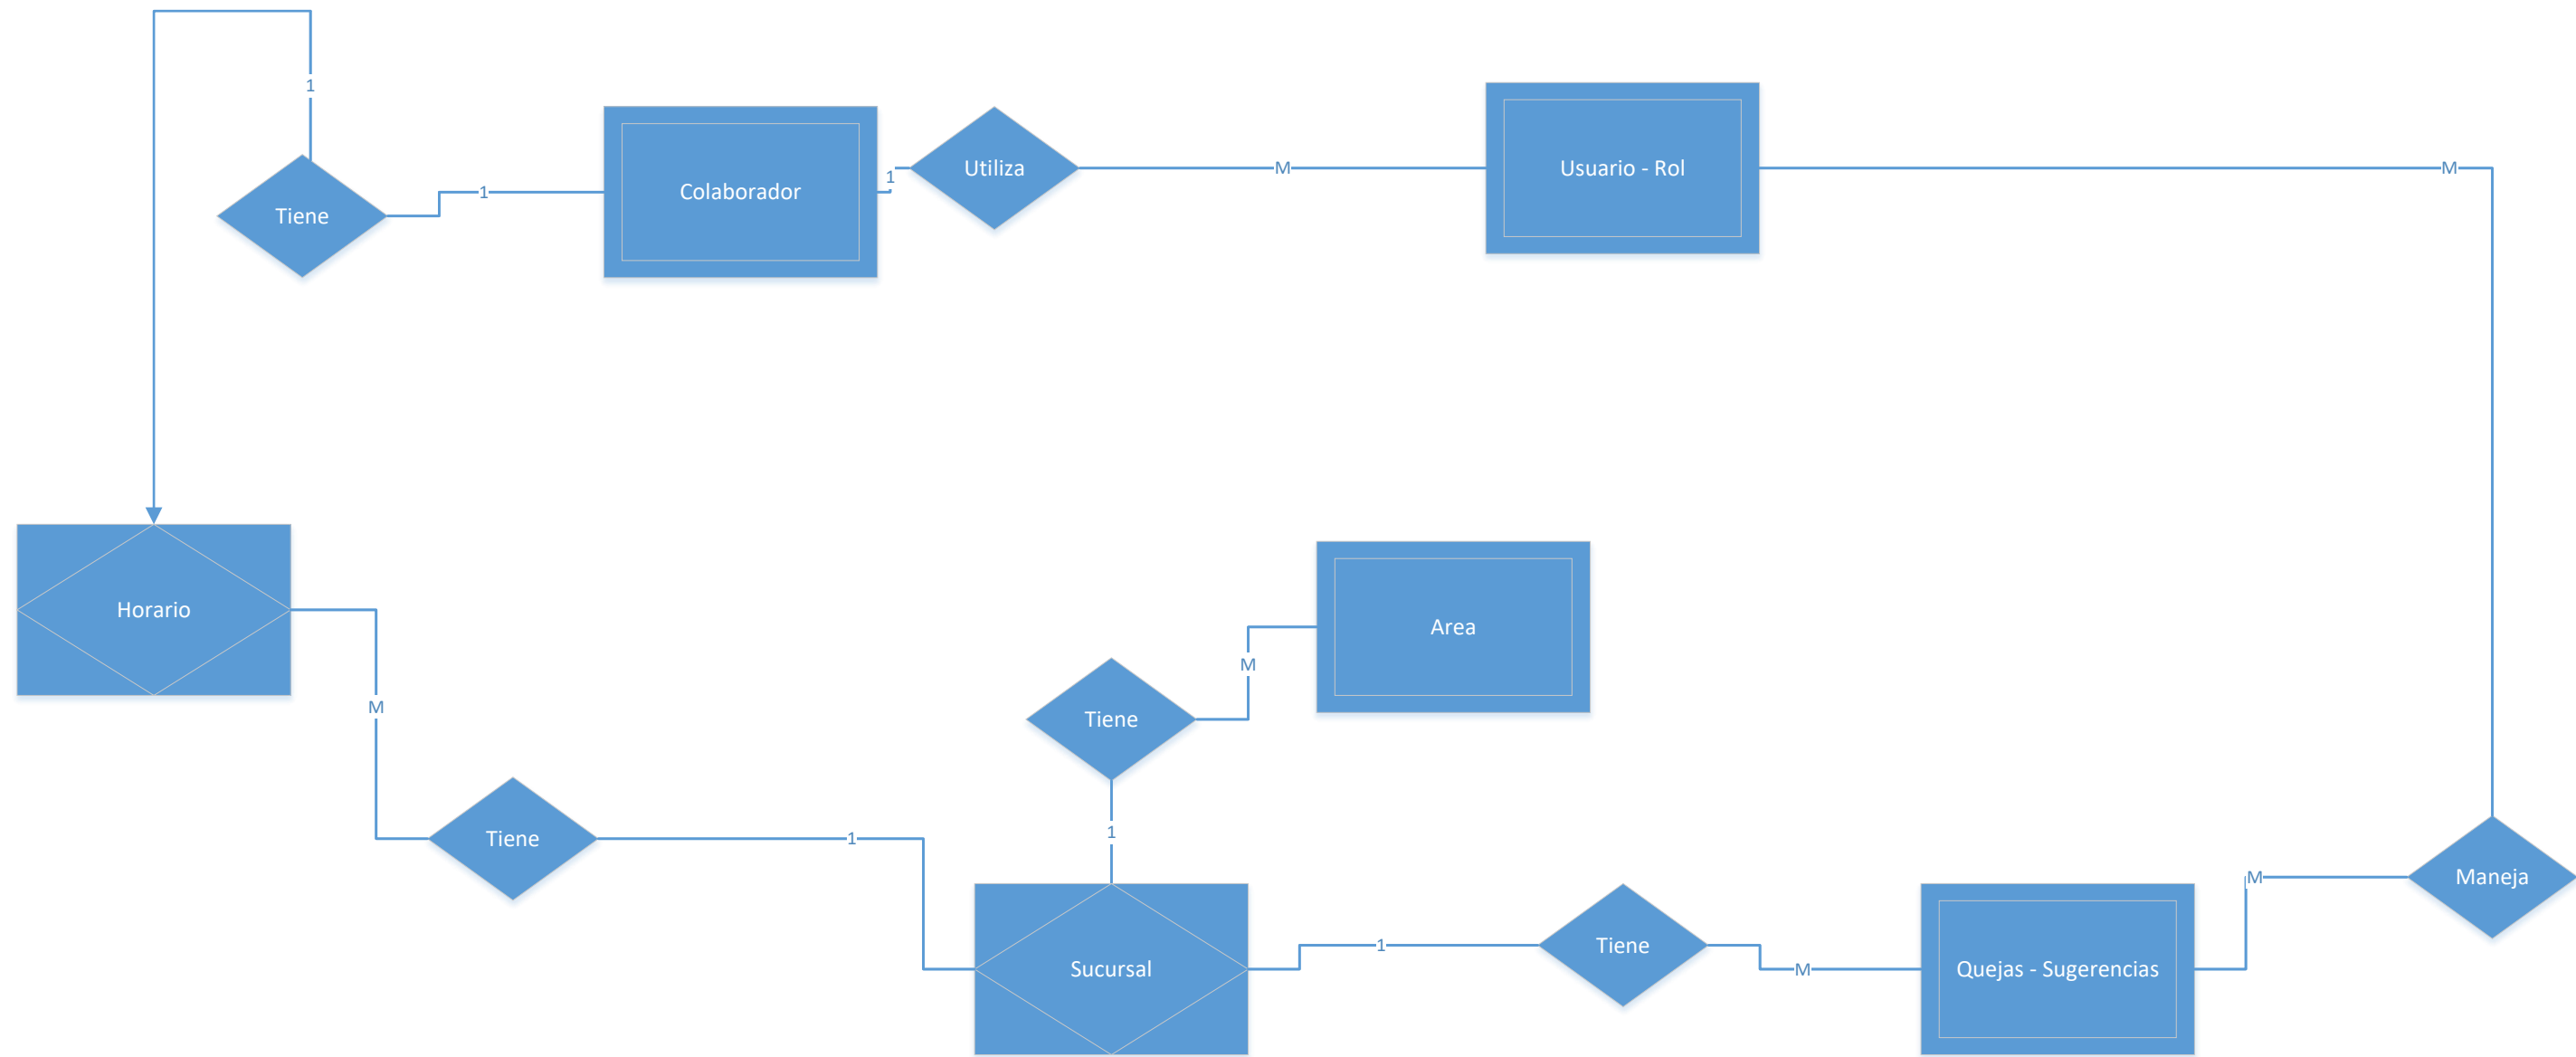 1
Colaborador
Utiliza
Usuario - Rol
M
M
1
1
Tiene
Horario
Area
M
M
Tiene
Tiene
1
1
Sucursal
1
Tiene
M
Quejas - Sugerencias
M
Maneja